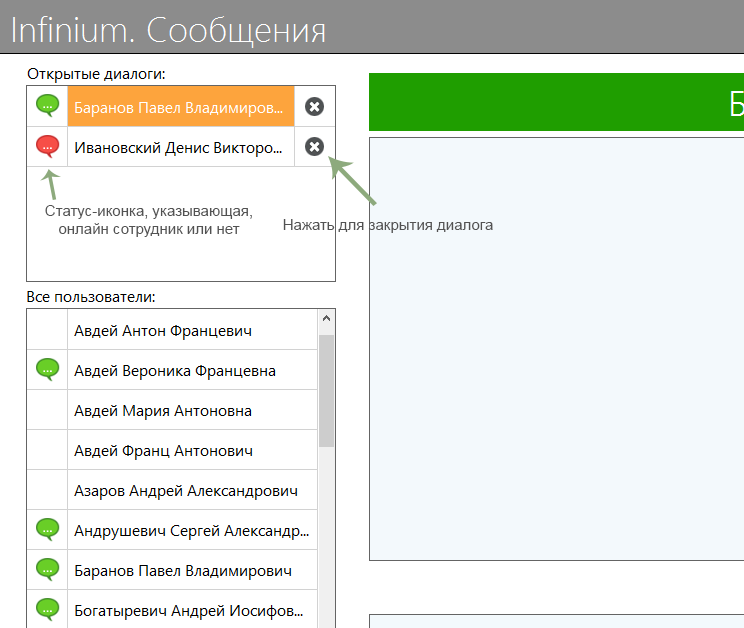 Infinium. Сообщения
Открытые диалоги:
Баранов Павел Владимиров...
Ивановский Денис Викторо...
Статус-иконка, указывающая,
онлайн сотрудник или нет
Нажать для закрытия диалога
Все пользователи:
Авдей Антон Францевич
Авдей Вероника Францевна
Авдей Мария Антоновна
Авдей Франц Антонович
Азаров Андрей Александрович
Андрушевич Сергей Александр...
Баранов Павел Владимирович
Богатыревич Андрей Иосифов...